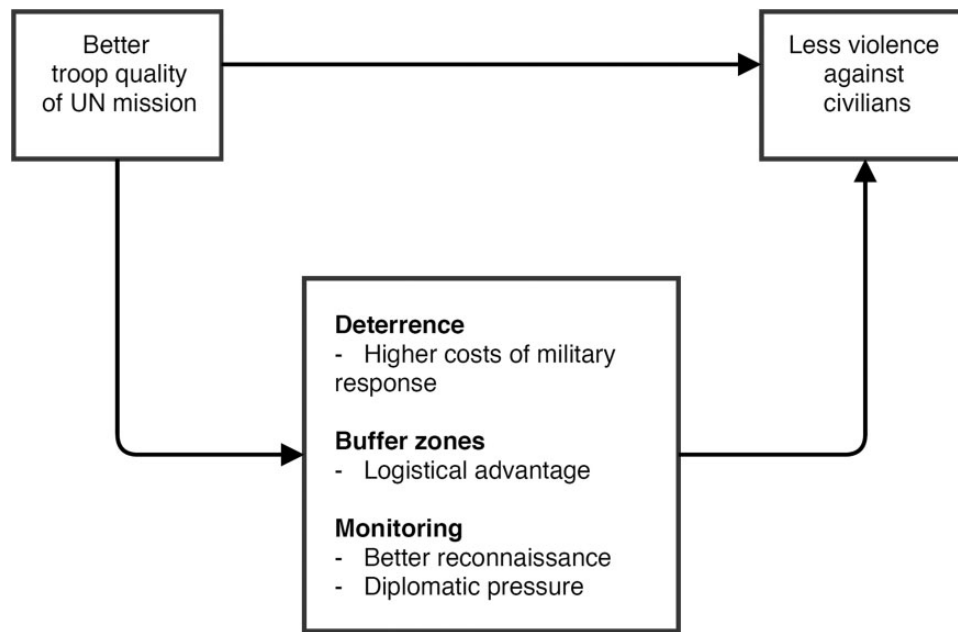 Better
troop quality
of UN mission
Less violence
against
civilians
Deterrence
- Higher costs of military
response
Buffer zones
- Logistical advantage
Monitoring
- Better reconnaissance
- Diplomatic pressure